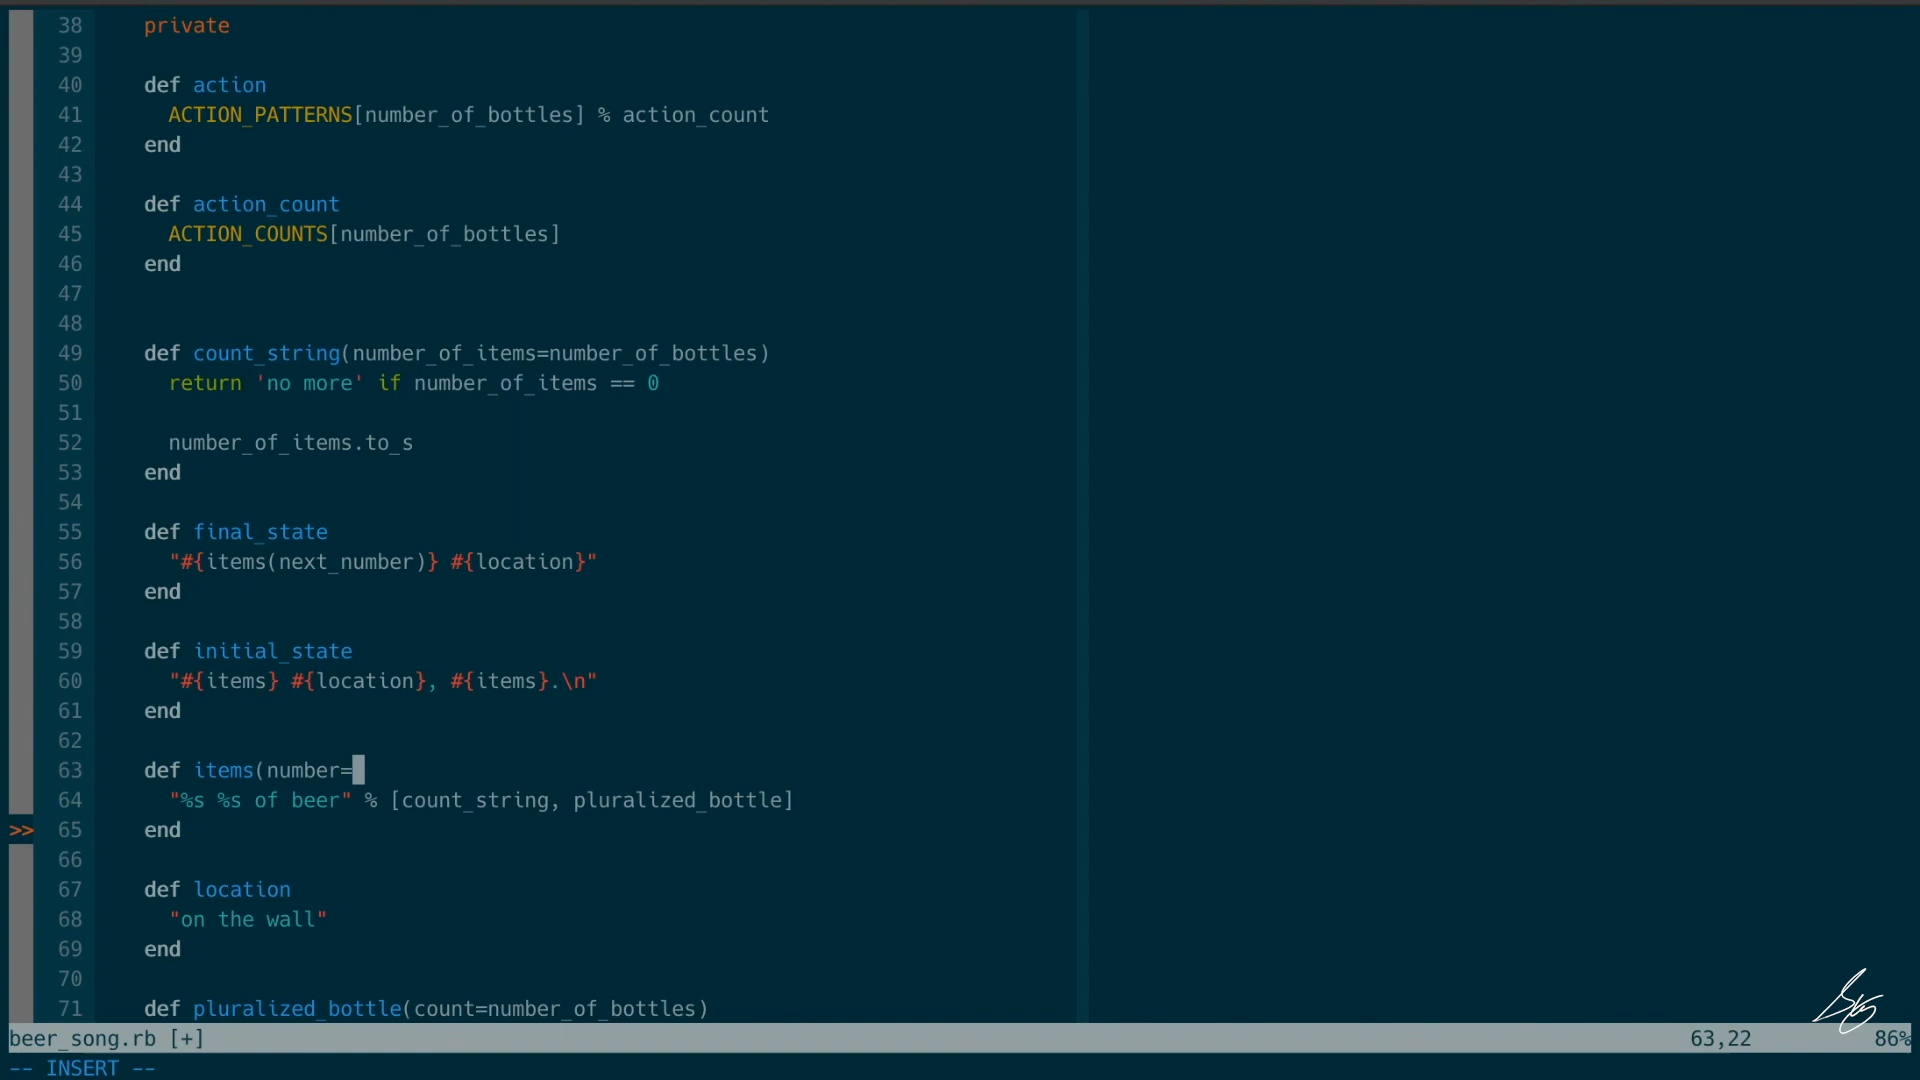 38 private
39
40 def action
41 ACTION_PATTERNS[number_of_bottles] % action_count
42 end
43
44 def action_count
45 ACTION_COUNTS[number_of_bottles]
46 end
47
48
49 def count_string(number_of_items=number_of_bottles)
50 return 'no more' if number_of_items == 0
51
52 number_of_items.to_s
53 end
54
55 def final_state
56 "#{items(next_number)} #{location}"
57 end
58
59 def initial_state
60 "#{items} #{location}, #{items}.\n"
61 end
62
63 def items(number=
64 "%s %s of beer" % [count_string, pluralized_bottle]
>> 65 end
66
67 def location
68 "on the wall"
69 end
70
71 def pluralized_bottle(count=number_of_bottles)
beer_song.rb [+] 63,22 86%
-- INSERT --